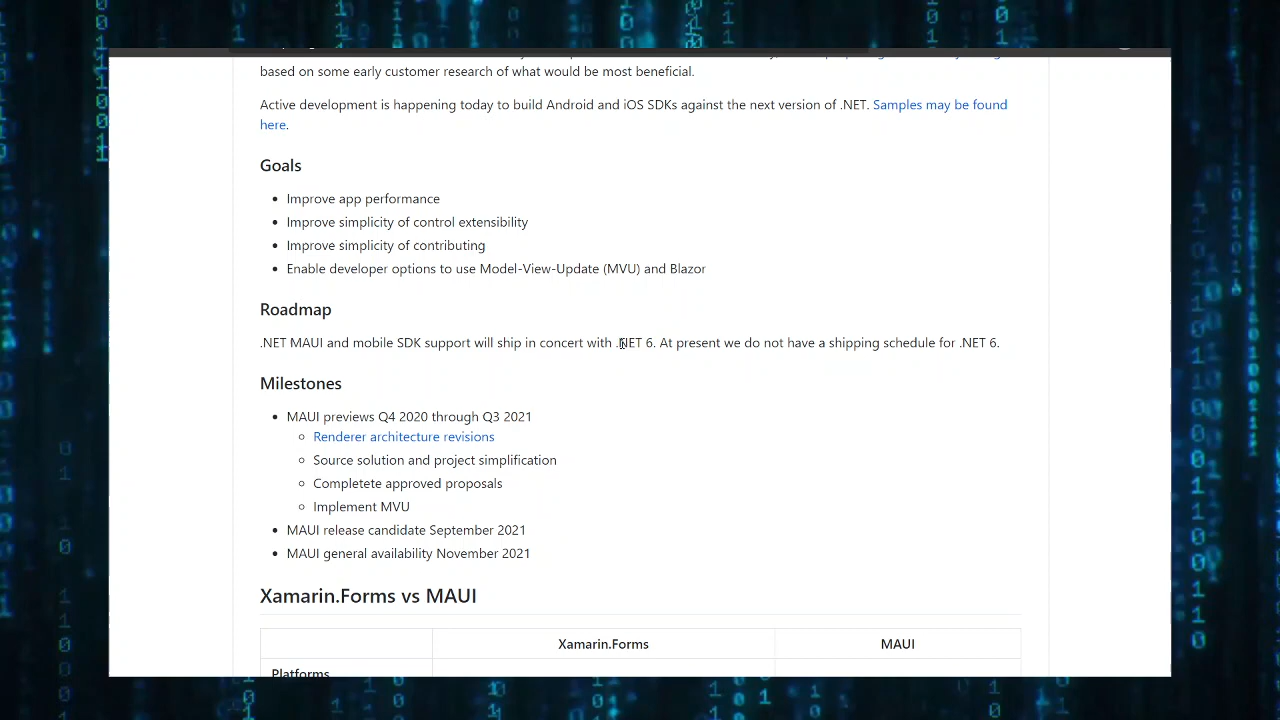 based on some early customer research of what would be most beneficial.
Active development is happening today to build Android and iOS SDKs against the next version of .NET. Samples may be found
here.
Goals
• Improve app performance
• Improve simplicity of control extensibility
• Improve simplicity of contributing
• Enable developer options to use Model-View-Update (MVU) and Blazor
Roadmap
.NET MAUI and mobile SDK support will ship in concert with .NET 6. At present we do not have a shipping schedule for .NET 6.
Milestones
• MAUI previews Q4 2020 through Q3 2021
◦ Renderer architecture revisions
◦ Source solution and project simplification
◦ Completete approved proposals
◦ Implement MVU
• MAUI release candidate September 2021
• MAUI general availability November 2021
Xamarin.Forms vs MAUI
Xamarin.Forms MAUI
Platforms